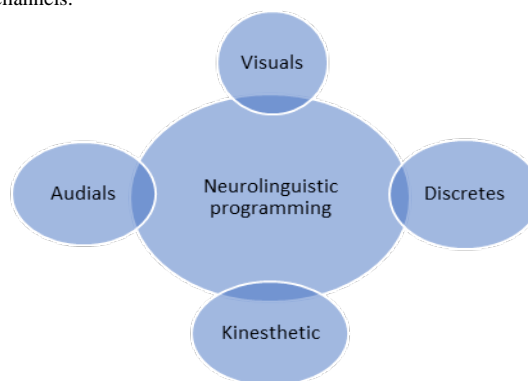 channels.
Visuals
Audials
Neurolinguistic
programming
Discretes
Kinesthetic